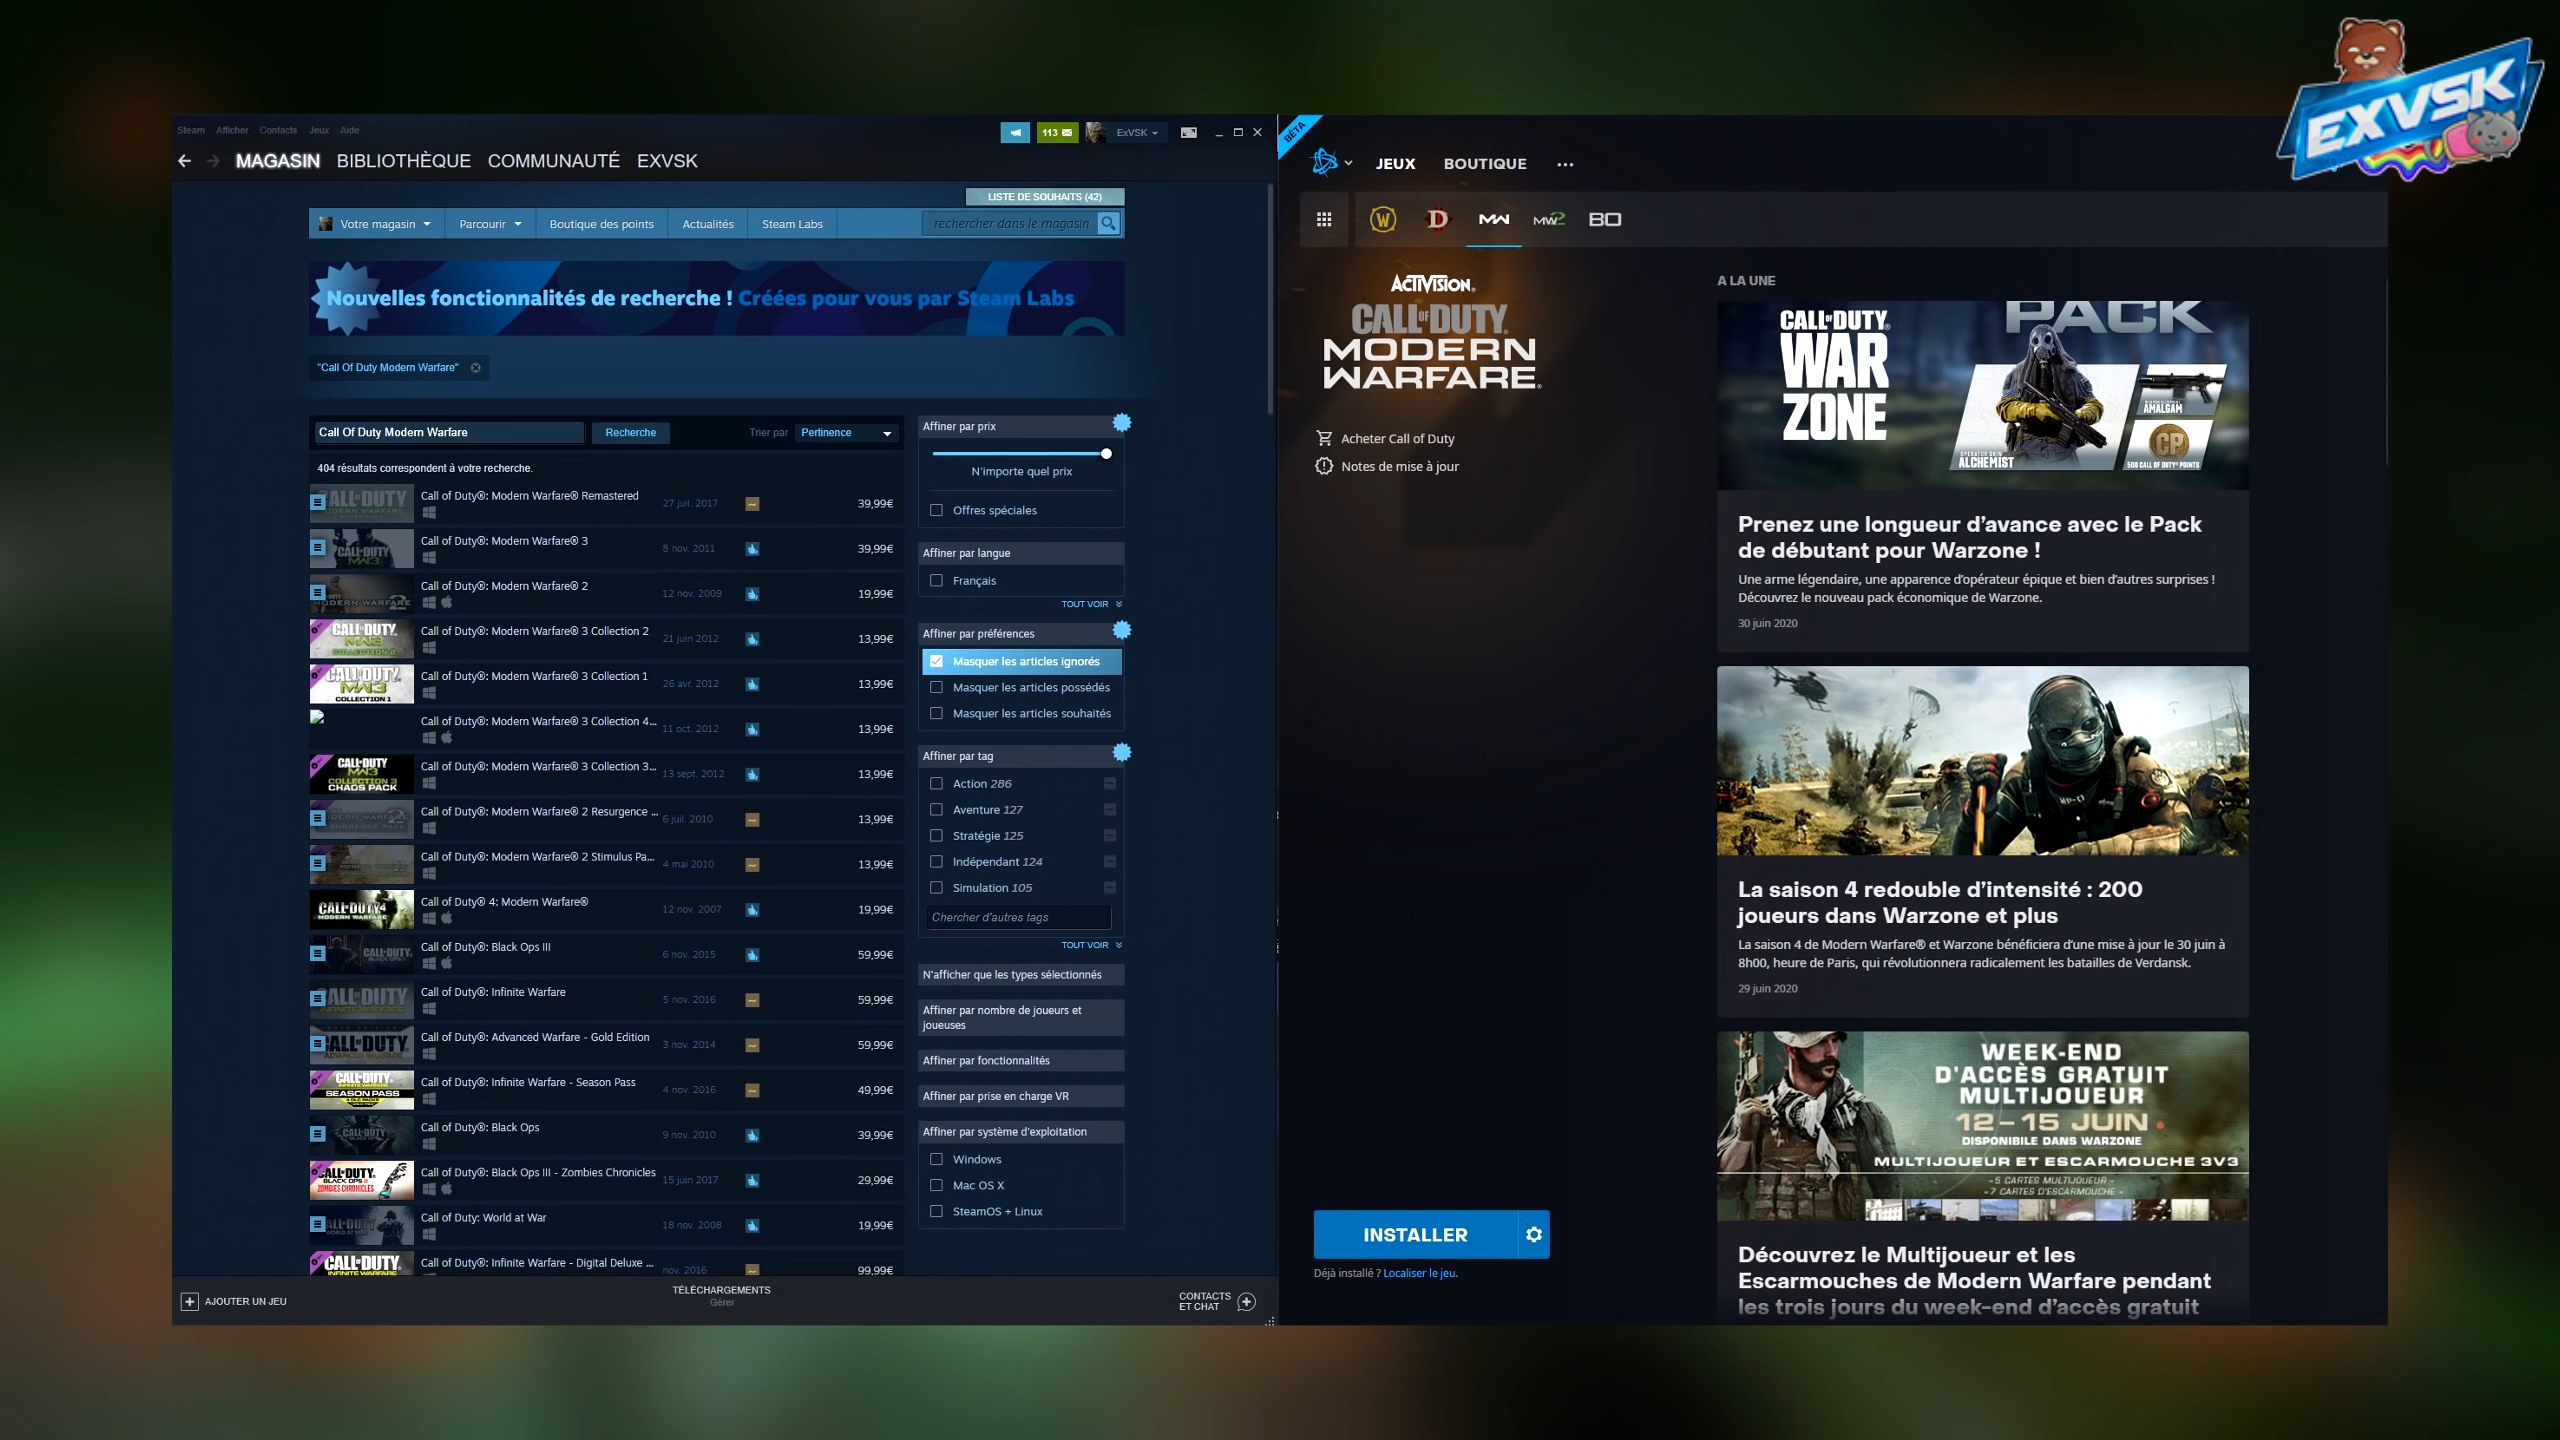 Steam Afficher Contacts Jeux Aide
113
ExVSK
MAGASIN BIBLIOTHÈQUE COMMUNAUTÉ EXVSK
LISTE DE SOUHAITS (42)
Votre magasin Parcourir Boutique des points Actualités Steam Labs
rechercher dans le magasin
Nouvelles fonctionnalités de recherche ! Créées pour vous par Steam Labs
"Call Of Duty Modern Warfare"
Call Of Duty Modern Warfare
Recherche
Trier par Pertinence
404 résultats correspondent à votre recherche.
Call of Duty®: Modern Warfare® Remastered 27 juil. 2017 39,99€
Call of Duty®: Modern Warfare® 3 8 nov. 2011 39,99€
Call of Duty®: Modern Warfare® 2 12 nov. 2009 19,99€
Call of Duty®: Modern Warfare® 3 Collection 2 21 juin 2012 13,99€
Call of Duty®: Modern Warfare® 3 Collection 1 26 avr. 2012 13,99€
Call of Duty®: Modern Warfare® 3 Collection 4... 11 oct. 2012 13,99€
Call of Duty®: Modern Warfare® 3 Collection 3... 13 sept. 2012 13,99€
Call of Duty®: Modern Warfare® 2 Resurgence ... 6 juil. 2010 13,99€
Call of Duty®: Modern Warfare® 2 Stimulus Pa... 4 mai 2010 13,99€
Call of Duty® 4: Modern Warfare® 12 nov. 2007 19,99€
Call of Duty®: Black Ops III 6 nov. 2015 59,99€
Call of Duty®: Infinite Warfare 5 nov. 2016 59,99€
Call of Duty®: Advanced Warfare - Gold Edition 3 nov. 2014 59,99€
Call of Duty®: Infinite Warfare - Season Pass 4 nov. 2016 49,99€
Call of Duty®: Black Ops 9 nov. 2010 39,99€
Call of Duty®: Black Ops III - Zombies Chronicles 15 juin 2017 29,99€
Call of Duty: World at War 18 nov. 2008 19,99€
Call of Duty®: Infinite Warfare - Digital Deluxe ... nov. 2016 99,99€
Affiner par prix
N'importe quel prix
Offres spéciales
Affiner par langue
Français
TOUT VOIR
Affiner par préférences
Masquer les articles ignorés
Masquer les articles possédés
Masquer les articles souhaités
Affiner par tag
Action 286
Aventure 127
Stratégie 125
Indépendant 124
Simulation 105
Chercher d'autres tags
TOUT VOIR
N'afficher que les types sélectionnés
Affiner par nombre de joueurs et
joueuses
Affiner par fonctionnalités
Affiner par prise en charge VR
Affiner par système d'exploitation
Windows
Mac OS X
SteamOS + Linux
AJOUTER UN JEU
TÉLÉCHARGEMENTS
Gérer
CONTACTS
ET CHAT
BÊTA
JEUX BOUTIQUE
W D MW MW2 BO
ACTIVISION.
CALL OF DUTY.
MODERN
WARFARE.
Acheter Call of Duty
Notes de mise à jour
INSTALLER
Déjà installé ? Localiser le jeu.
A LA UNE
PACK
CALL OF DUTY
WAR
ZONE
AMALGAM
OPERATOR SKIN
ALCHEMIST
CP
500 CALL OF DUTY POINTS
Prenez une longueur d'avance avec le Pack
de débutant pour Warzone !
Une arme légendaire, une apparence d'opérateur épique et bien d'autres surprises !
Découvrez le nouveau pack économique de Warzone.
30 juin 2020
La saison 4 redouble d'intensité : 200
joueurs dans Warzone et plus
La saison 4 de Modern Warfare® et Warzone bénéficiera d'une mise à jour le 30 juin à
8h00, heure de Paris, qui révolutionnera radicalement les batailles de Verdansk.
29 juin 2020
WEEK-END
D'ACCÈS GRATUIT
MULTIJOUEUR
12-15 JUIN
DISPONIBLE DANS WARZONE
MULTIJOUEUR ET ESCARMOUCHE 3V3
- 5 CARTES MULTIJOUEUR -
- 7 CARTES D'ESCARMOUCHE -
Découvrez le Multijoueur et les
Escarmouches de Modern Warfare pendant
les trois jours du week-end d'accès gratuit
EXVSK